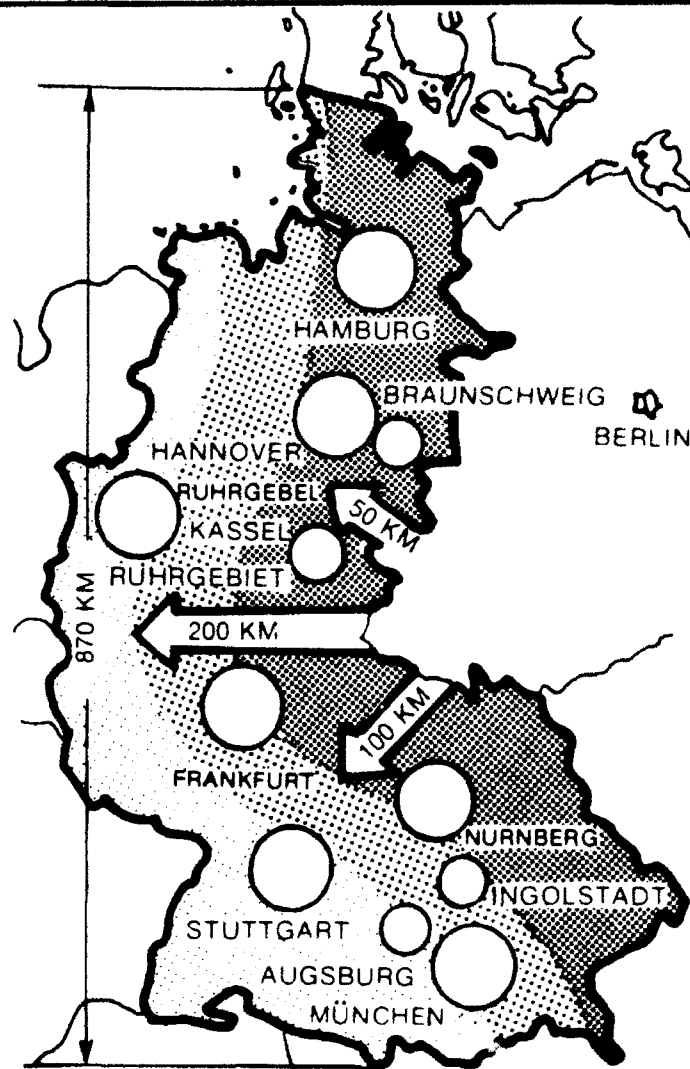 HAMBURG
BRAUNSCHWEIG
BERLIN
HANNOVER
RUHRGEBEL
50 KM
KASSEL
RUHRGEBIET
870 KM
200 KM
100 KM
FRANKFURT
NURNBERG
INGOLSTADT
STUTTGART
AUGSBURG
MÜNCHEN